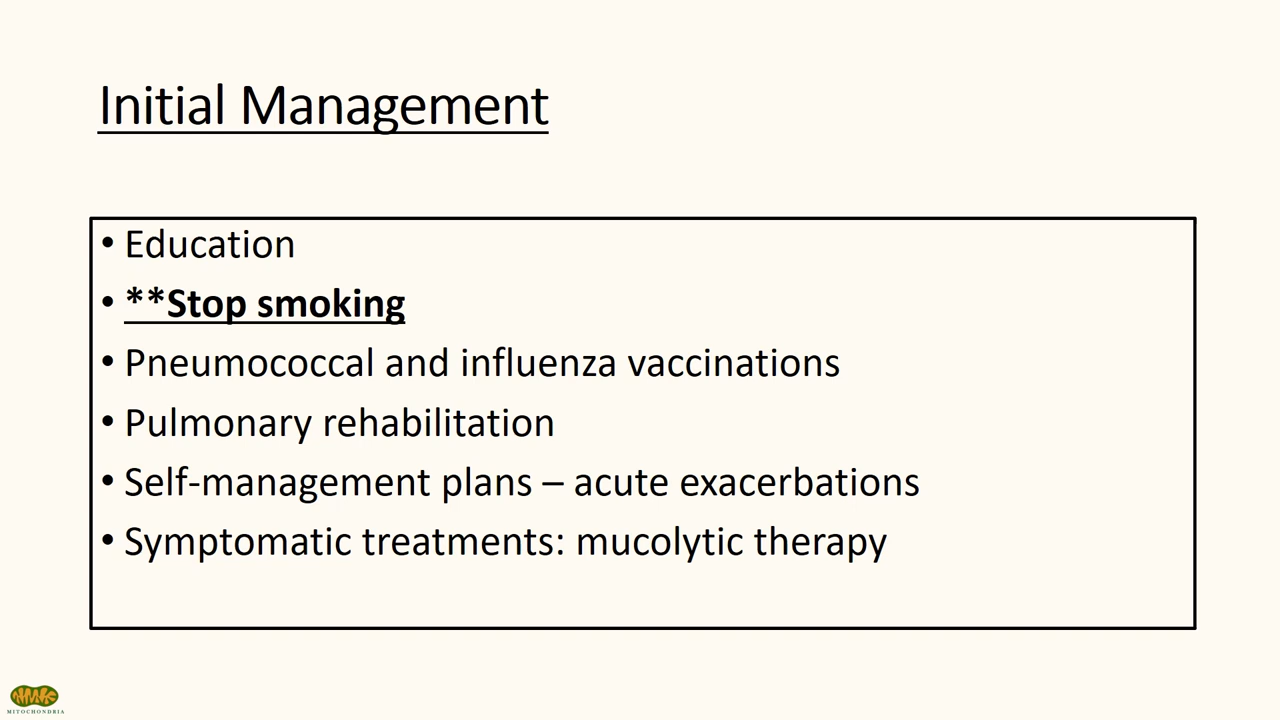 Initial Management
• Education
• **Stop smoking
• Pneumococcal and influenza vaccinations
• Pulmonary rehabilitation
• Self-management plans – acute exacerbations
• Symptomatic treatments: mucolytic therapy
MITOCHONDRIA